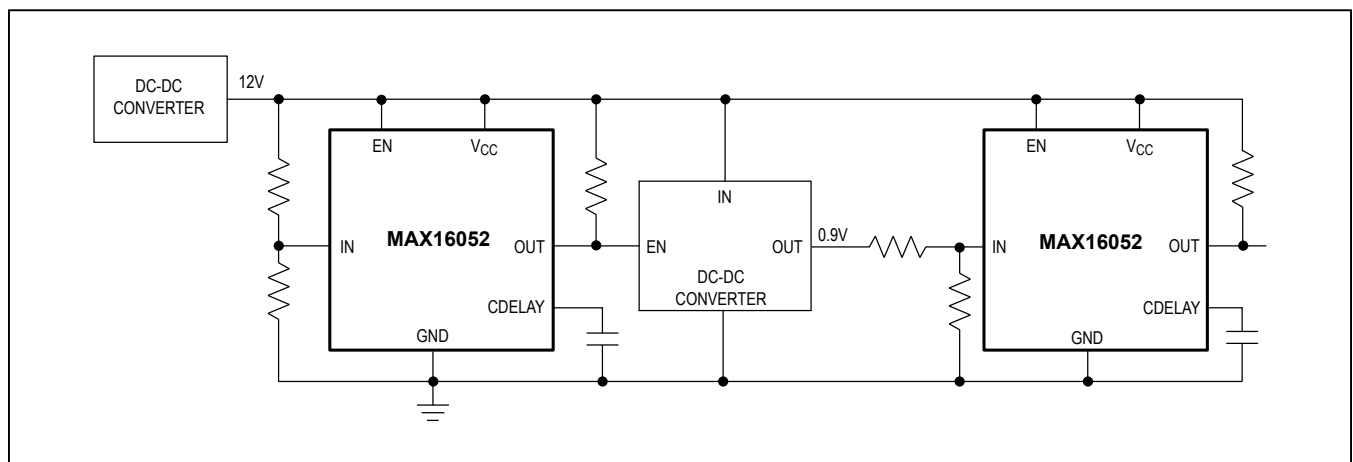 DC-DC
CONVERTER
12V
EN
VCC
IN
MAX16052
OUT
CDELAY
GND
IN
EN
OUT
DC-DC
CONVERTER
0.9V
EN
VCC
IN
MAX16052
OUT
CDELAY
GND